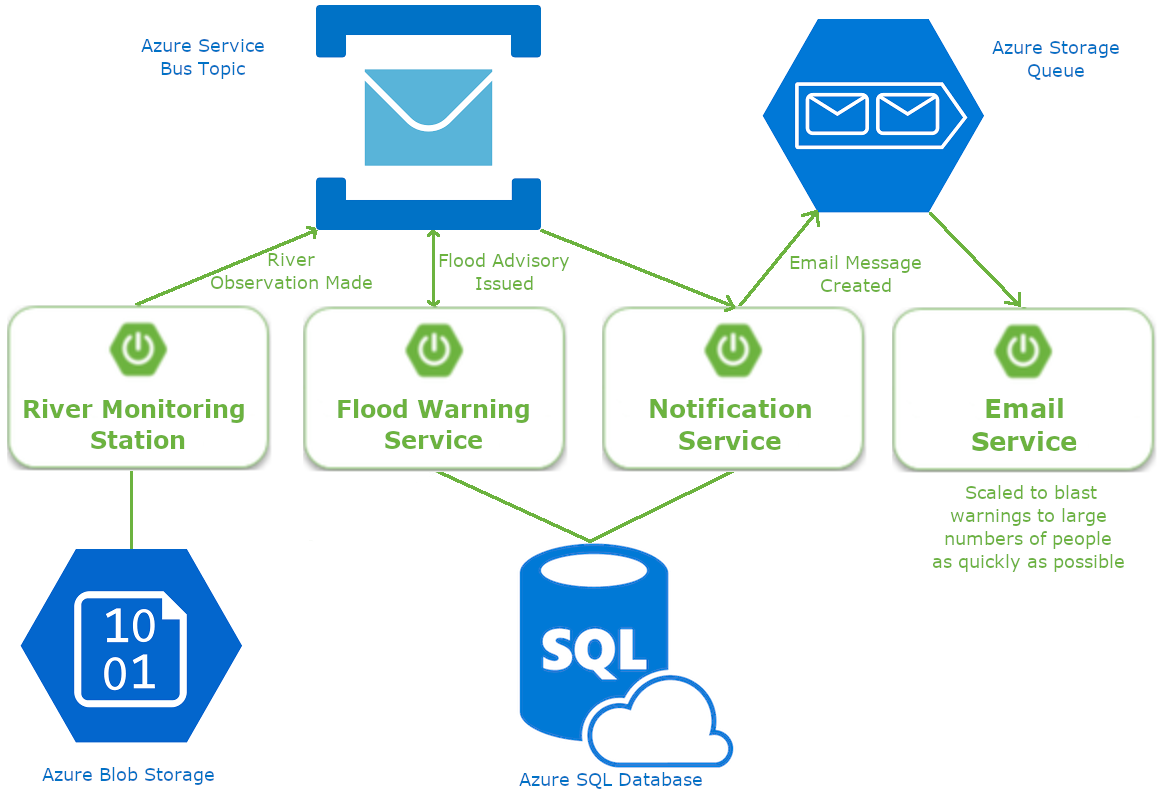 Azure Service
Bus Topic
Azure Storage
Queue
River
Observation Made
Flood Advisory
Issued
Email Message
Created
River Monitoring
Station
Flood Warning
Service
Notification
Service
Email
Service
Scaled to blast
warnings to large
numbers of people
as quickly as possible
10
01
SQL
Azure Blob Storage
Azure SQL Database